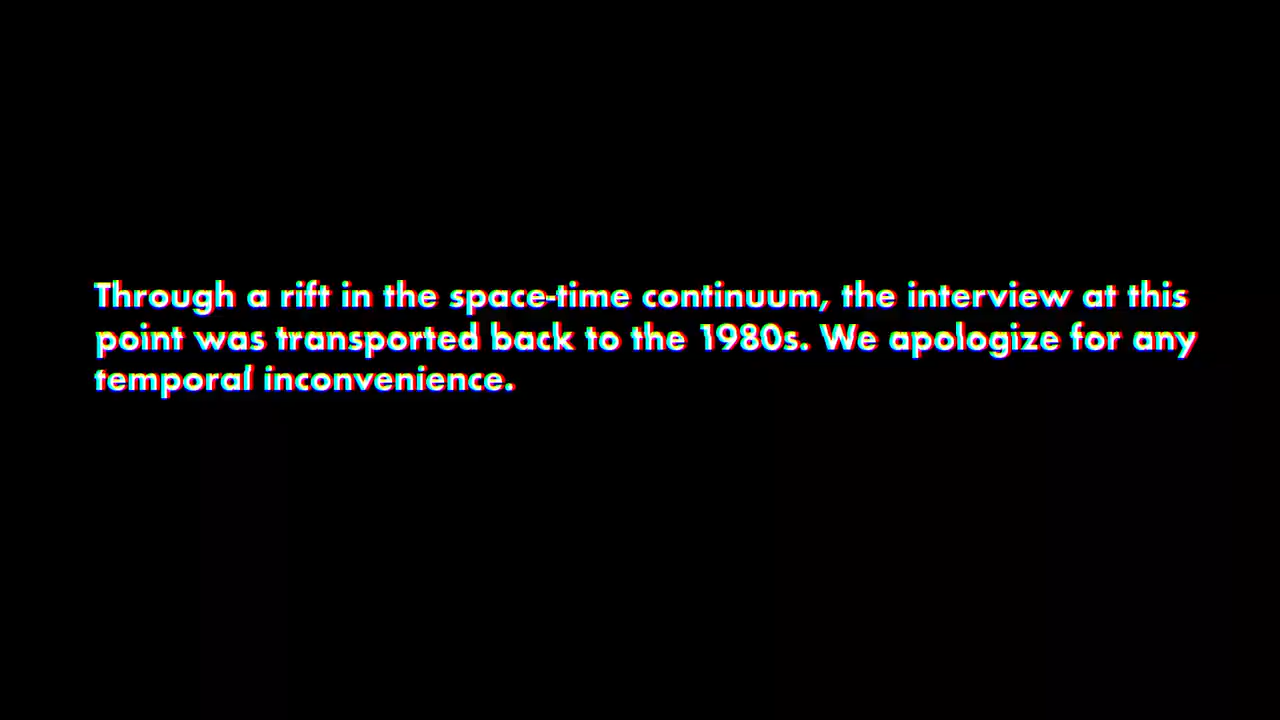 Through a rift in the space-time continuum, the interview at this
point was transported back to the 1980s. We apologize for any
temporal inconvenience.